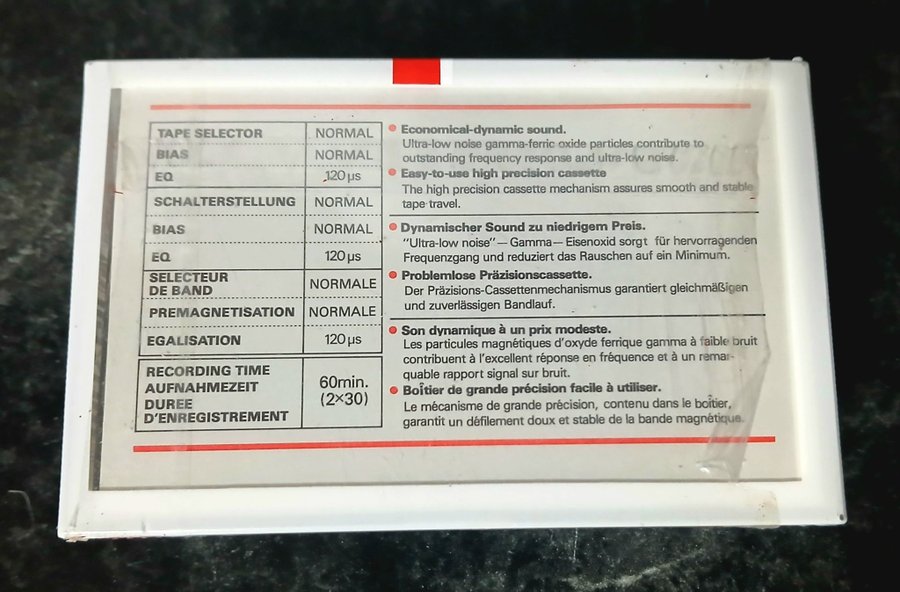 TAPE SELECTOR NORMAL
BIAS NORMAL
EQ 120 µs
SCHALTERSTELLUNG NORMAL
BIAS NORMAL
EQ 120 µs
SELECTEUR
DE BAND NORMALE
PREMAGNETISATION NORMALE
EGALISATION 120 µs
RECORDING TIME
AUFNAHMEZEIT
DUREE
D'ENREGISTREMENT
60min.
(2×30)
Economical-dynamic sound.
Ultra-low noise gamma-ferric oxide particles contribute to
outstanding frequency response and ultra-low noise.
Easy-to-use high precision cassette
The high precision cassette mechanism assures smooth and stable
tape travel.
Dynamischer Sound zu niedrigem Preis.
"Ultra-low noise" — Gamma — Eisenoxid sorgt für hervorragenden
Frequenzgang und reduziert das Rauschen auf ein Minimum.
Problemlose Präzisionscassette.
Der Präzisions-Cassettenmechanismus garantiert gleichmäßigen
und zuverlässigen Bandlauf.
Son dynamique à un prix modeste.
Les particules magnétiques d'oxyde ferrique gamma à faible bruit
contribuent à l'excellent réponse en fréquence et à un remar-
quable rapport signal sur bruit.
Boîtier de grande précision facile à utiliser.
Le mécanisme de grande précision, contenu dans le boîtier,
garantit un défilement doux et stable de la bande magnétique.